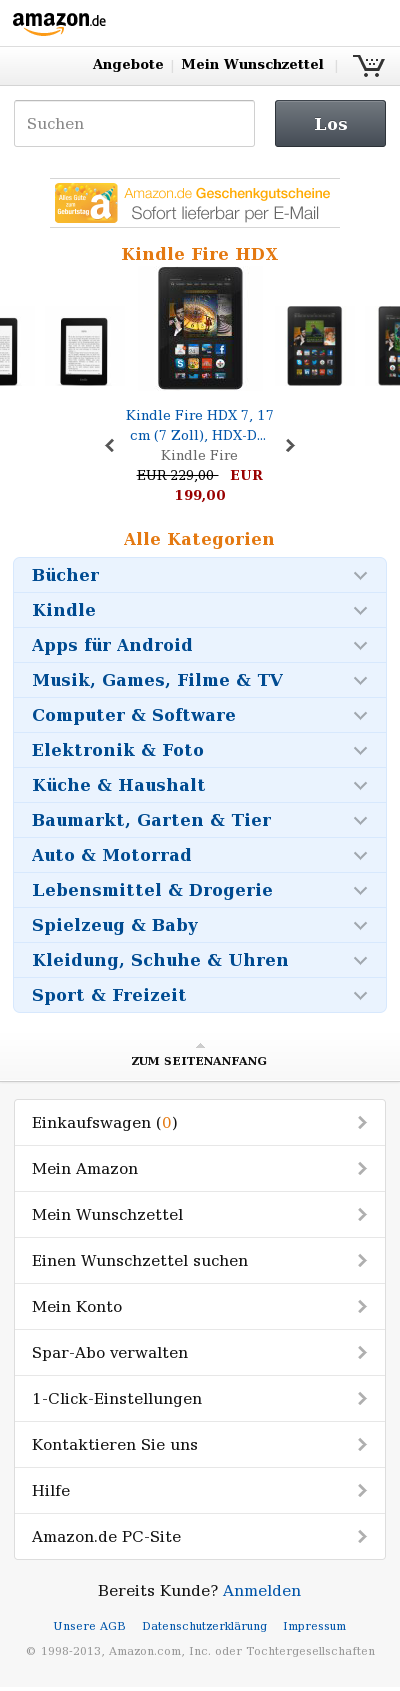 amazon.de
Angebote | Mein Wunschzettel |
Suchen
Los
Alles Gute
zum
Geburtstag
a
Amazon.de Geschenkgutscheine
Sofort lieferbar per E-Mail
Kindle Fire HDX
Kindle Fire HDX 7, 17
cm (7 Zoll), HDX-D...
Kindle Fire
EUR 229,00 EUR
199,00
Alle Kategorien
Bücher
Kindle
Apps für Android
Musik, Games, Filme & TV
Computer & Software
Elektronik & Foto
Küche & Haushalt
Baumarkt, Garten & Tier
Auto & Motorrad
Lebensmittel & Drogerie
Spielzeug & Baby
Kleidung, Schuhe & Uhren
Sport & Freizeit
ZUM SEITENANFANG
Einkaufswagen (0)
Mein Amazon
Mein Wunschzettel
Einen Wunschzettel suchen
Mein Konto
Spar-Abo verwalten
1-Click-Einstellungen
Kontaktieren Sie uns
Hilfe
Amazon.de PC-Site
Bereits Kunde? Anmelden
Unsere AGB Datenschutzerklärung Impressum
© 1998-2013, Amazon.com, Inc. oder Tochtergesellschaften